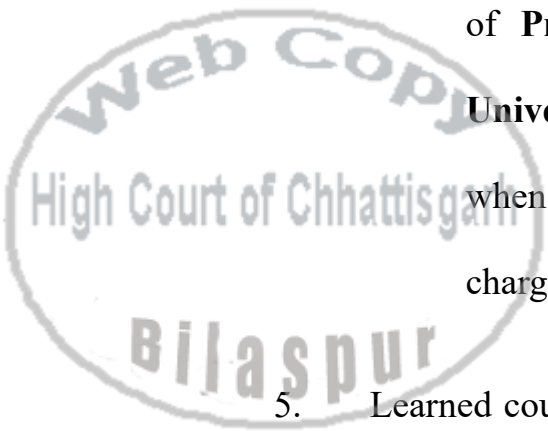 of Pr
Web Copy
Unive
High Court of Chhattisgarh
when
charg
Bilaspur
5. Learned cou